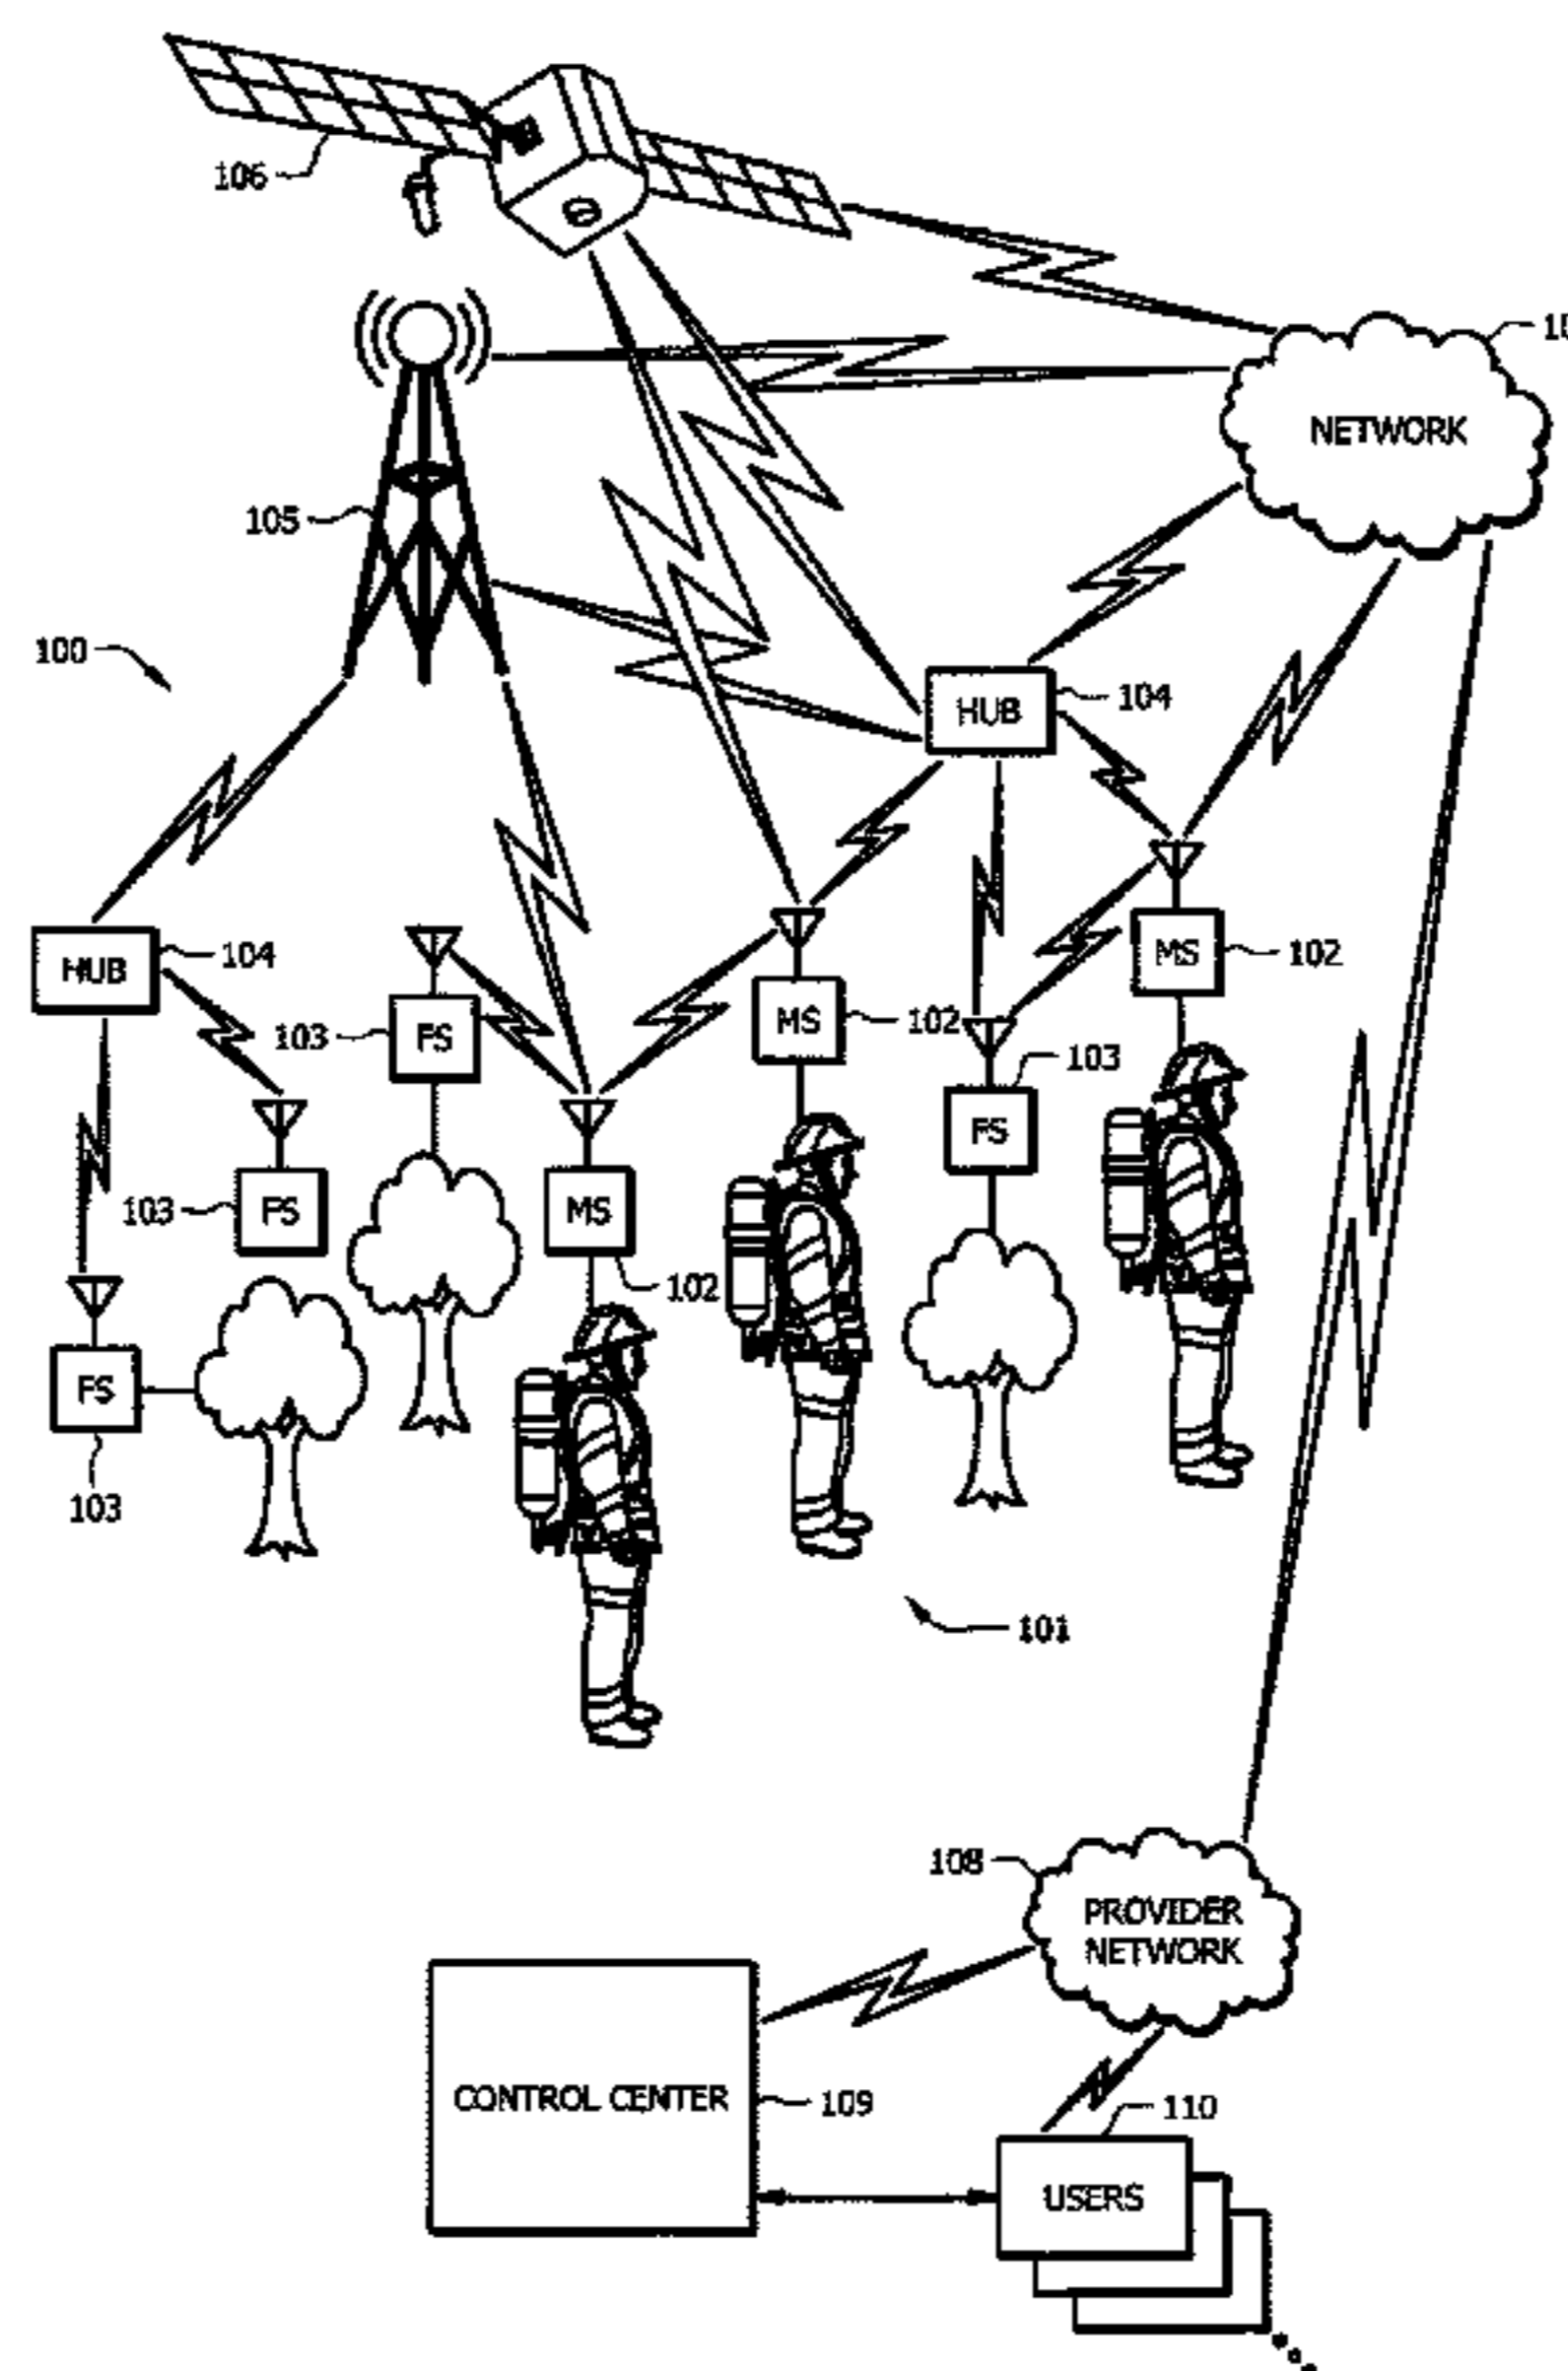 106
NETWORK
105
100
HUB
104
HUB
104
MS
102
103
FS
MS
102
103
FS
103
FS
MS
102
FS
103
101
108
PROVIDER
NETWORK
CONTROL CENTER
109
110
USERS